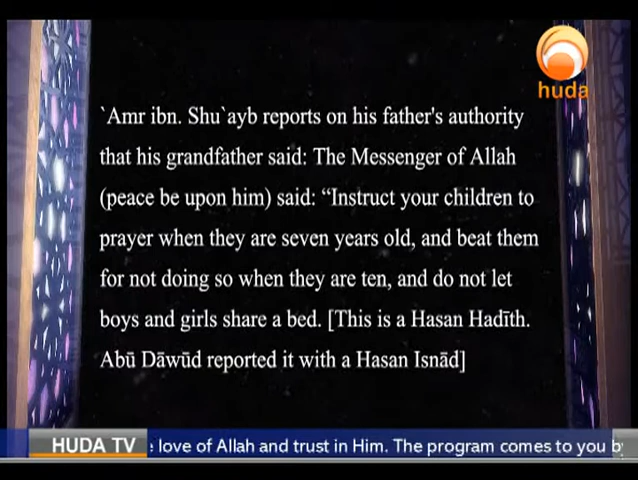 huda
`Amr ibn. Shu`ayb reports on his father's authority
that his grandfather said: The Messenger of Allah
(peace be upon him) said: “Instruct your children to
prayer when they are seven years old, and beat them
for not doing so when they are ten, and do not let
boys and girls share a bed. [This is a Hasan Hadīth.
Abū Dāwūd reported it with a Hasan Isnād]
HUDA TV love of Allah and trust in Him. The program comes to you